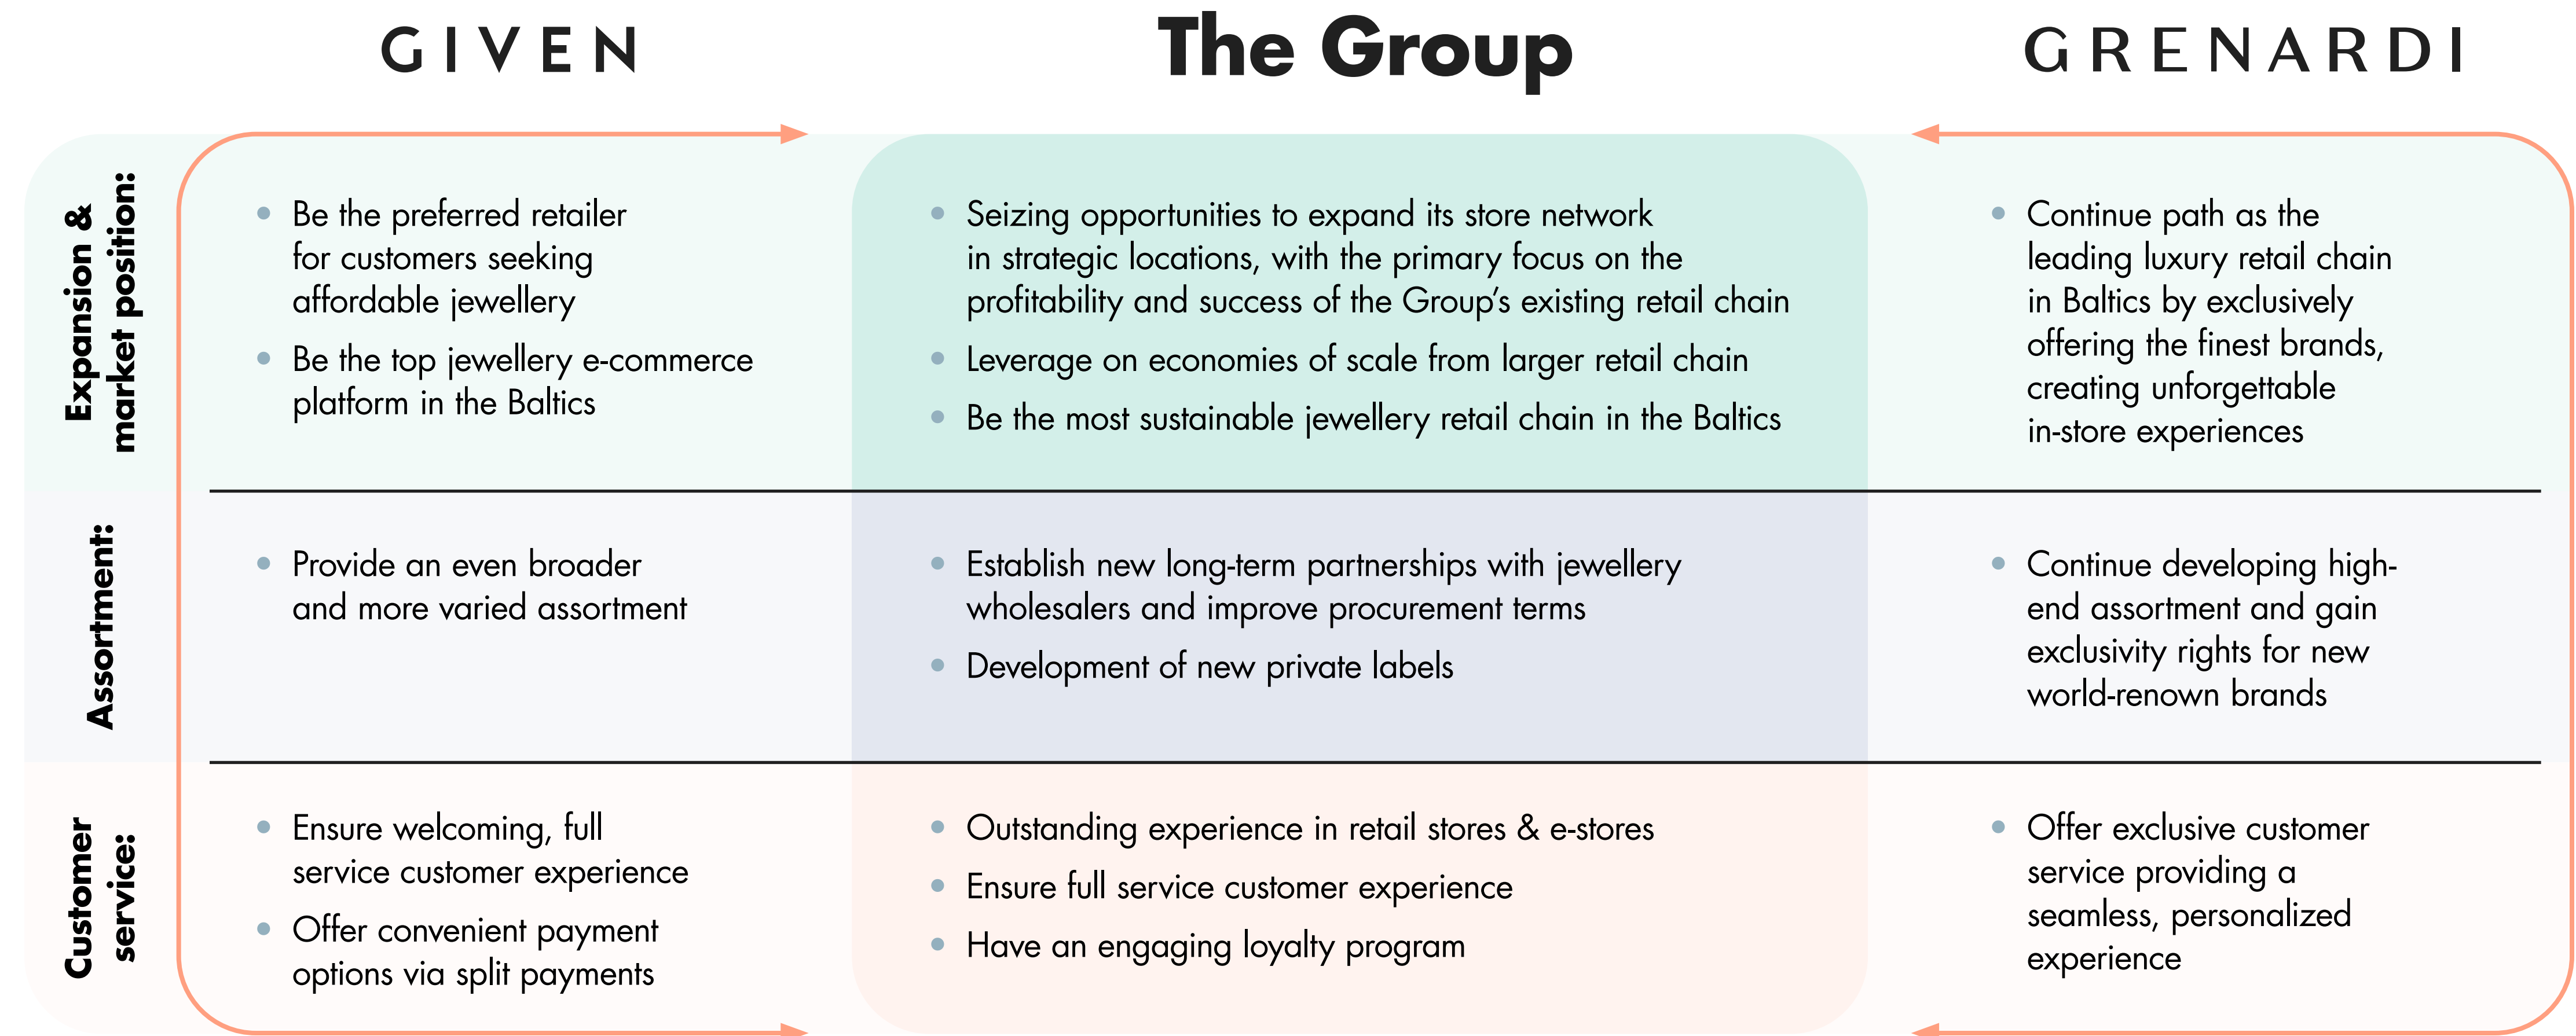 GIVEN
The Group
GRENARDI
Expansion &
market position:
Be the preferred retailer
for customers seeking
affordable jewellery
Be the top jewellery e-commerce
platform in the Baltics
Seizing opportunities to expand its store network
in strategic locations, with the primary focus on the
profitability and success of the Group’s existing retail chain
Leverage on economies of scale from larger retail chain
Be the most sustainable jewellery retail chain in the Baltics
Continue path as the
leading luxury retail chain
in Baltics by exclusively
offering the finest brands,
creating unforgettable
in-store experiences
Assortment:
Provide an even broader
and more varied assortment
Establish new long-term partnerships with jewellery
wholesalers and improve procurement terms
Development of new private labels
Continue developing high-
end assortment and gain
exclusivity rights for new
world-renown brands
Customer
service:
Ensure welcoming, full
service customer experience
Offer convenient payment
options via split payments
Outstanding experience in retail stores & e-stores
Ensure full service customer experience
Have an engaging loyalty program
Offer exclusive customer
service providing a
seamless, personalized
experience